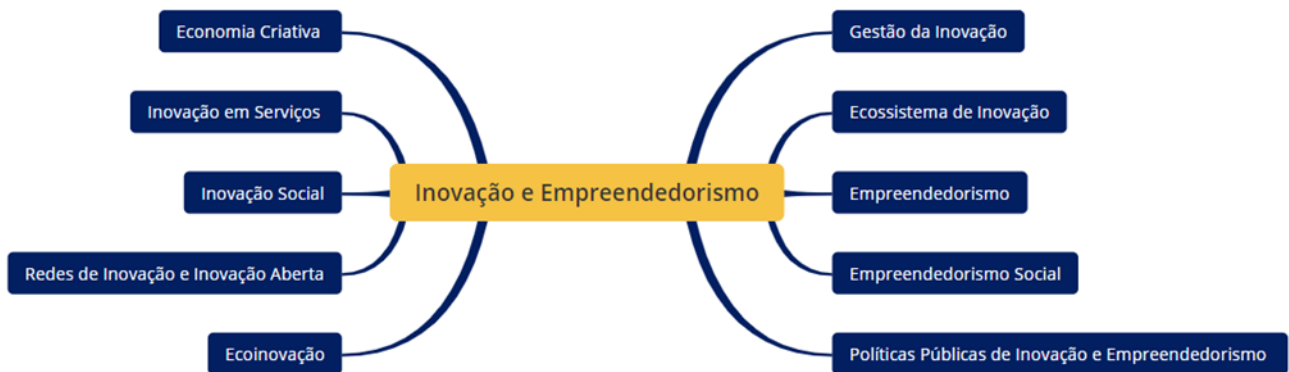 Economia Criativa
Inovação em Serviços
Inovação Social
Redes de Inovação e Inovação Aberta
Ecoinovação
Inovação e Empreendedorismo
Gestão da Inovação
Ecossistema de Inovação
Empreendedorismo
Empreendedorismo Social
Políticas Públicas de Inovação e Empreendedorismo